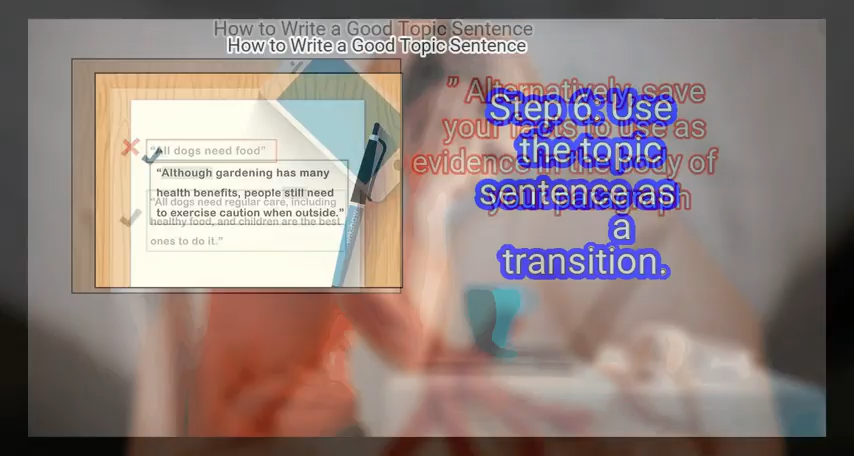 How to Write a Good Topic Sentence
How to Write a Good Topic Sentence
"All dogs need food"
“Although gardening has many
health benefits, people still need
to exercise caution when outside.”
"All dogs need regular care, including
healthy food, and children are the best
ones to do it."
" Alternatively, save
your facts to use as
evidence in the body of
your paragraph
Step 6: Use
the topic
sentence as
a
transition.